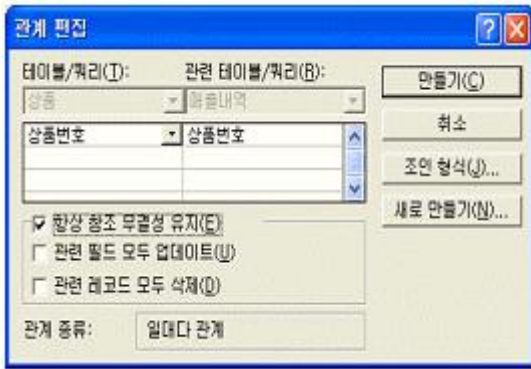 관계 편집
테이블/쿼리(T): 관련 테이블/쿼리(R):
상품 매출내역
상품번호 상품번호
항상 참조 무결성 유지(E)
관련 필드 모두 업데이트(U)
관련 레코드 모두 삭제(D)
관계 종류: 일대다 관계
만들기(C)
취소
조인 형식(J)...
새로 만들기(N)...